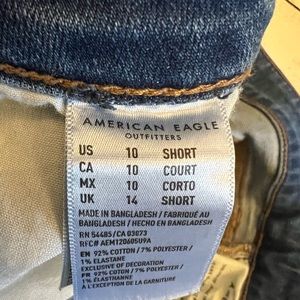 AMERICAN EAGLE
OUTFITTERS
US 10 SHORT
CA 10 COURT
MX 10 CORTO
UK 14 SHORT
MADE IN BANGLADESH / FABRIQUÉ AU
BANGLADESH / HECHO EN BANGLADESH
RN 54485/CA 03073
RFC# AEM12060509A
EN 92% COTTON / 7% POLYESTER /
1% ELASTANE
EXCLUSIVE OF DECORATION
FR 92% COTON / 7% POLYESTER /
1% ÉLASTHANNE
À L'EXCEPTION DE LA GARNITURE